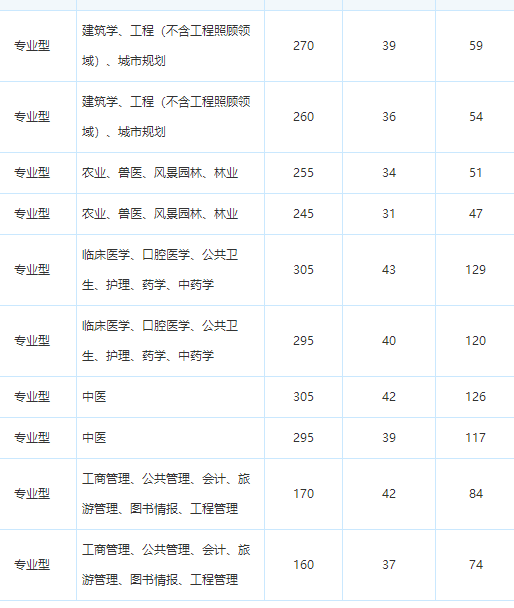 专业型 建筑学、工程（不含工程照顾领 270 39 59
域）、城市规划
专业型 建筑学、工程（不含工程照顾领 260 36 54
域）、城市规划
专业型 农业、兽医、风景园林、林业 255 34 51
专业型 农业、兽医、风景园林、林业 245 31 47
专业型 临床医学、口腔医学、公共卫 305 43 129
生、护理、药学、中药学
专业型 临床医学、口腔医学、公共卫 295 40 120
生、护理、药学、中药学
专业型 中医 305 42 126
专业型 中医 295 39 117
专业型 工商管理、公共管理、会计、旅 170 42 84
游管理、图书情报、工程管理
专业型 工商管理、公共管理、会计、旅 160 37 74
游管理、图书情报、工程管理